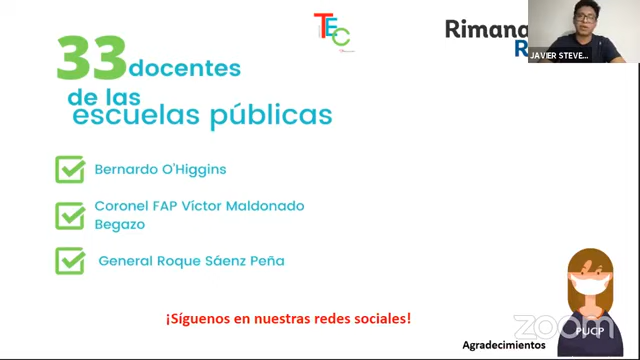 TEC
Rimana
R
JAVIER STEVE...
33 docentes
de las
escuelas públicas
Bernardo O'Higgins
Coronel FAP Víctor Maldonado
Begazo
General Roque Sáenz Peña
¡Síguenos en nuestras redes sociales!
zoom
PUCP
Agradecimientos